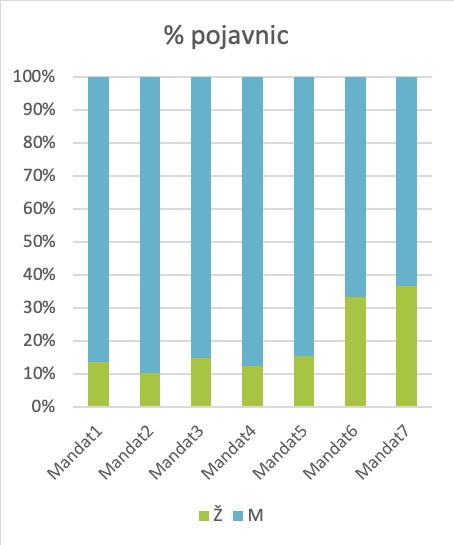 % pojavnic
100%
90%
80%
70%
60%
50%
40%
30%
20%
10%
0%
Mandat1
Mandat2
Mandat3
Mandat4
Mandat5
Mandat6
Mandat7
Ž M